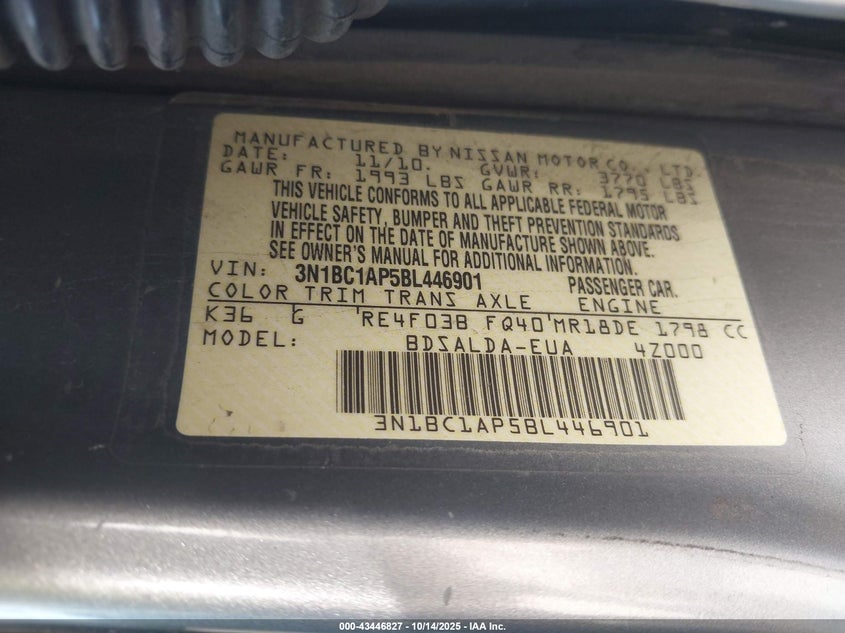 MANUFACTURED BY NISSAN MOTOR CO., LTD.
DATE: 11/10. GVWR: 3770 LBS
GAWR FR: 1993 LBS GAWR RR: 1795 LBS
THIS VEHICLE CONFORMS TO ALL APPLICABLE FEDERAL MOTOR
VEHICLE SAFETY, BUMPER AND THEFT PREVENTION STANDARDS
IN EFFECT ON THE DATE OF MANUFACTURE SHOWN ABOVE.
SEE OWNER'S MANUAL FOR ADDITIONAL INFORMATION.
VIN: 3N1BC1AP5BL446901 PASSENGER CAR.
COLOR TRIM TRANS AXLE ENGINE
K36 G RE4F03B FQ40 MR18DE 1798 CC
MODEL: BDSALDA-EUA 4Z000
3N1BC1AP5BL446901
000-43446827 - 10/14/2025 - IAA Inc.